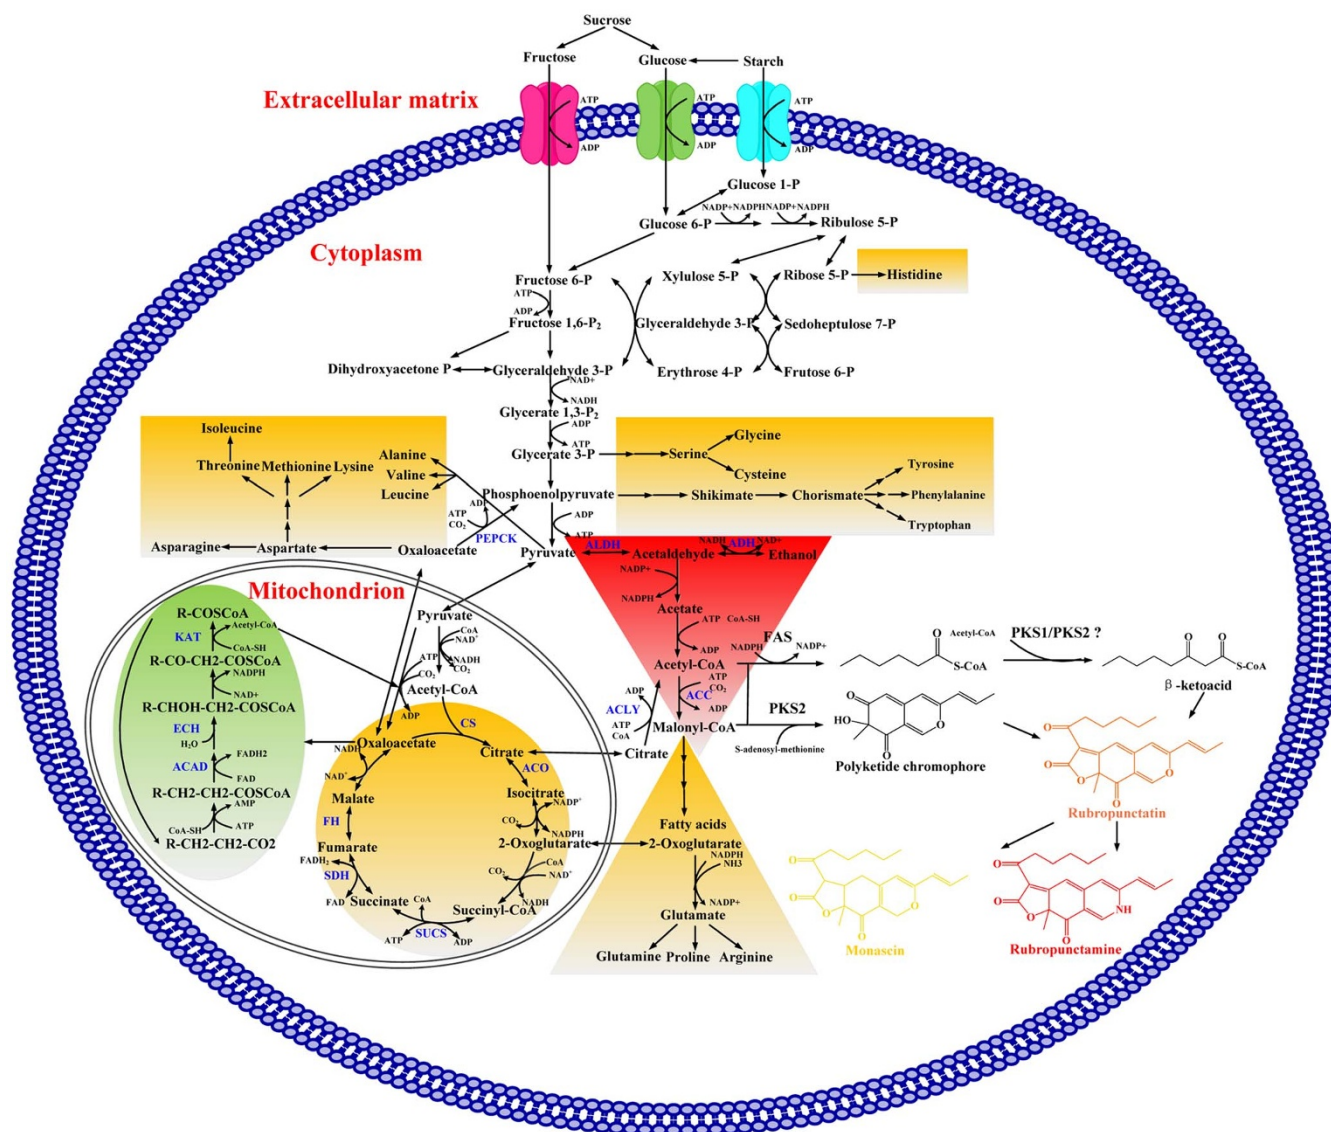 Sucrose
Fructose
Glucose
Starch
Extracellular matrix
ATP
ATP
ATP
ADP
ADP
ADP
Glucose 1-P
NADP+NADPH
NADP+NADPH
Glucose 6-P
Ribulose 5-P
Cytoplasm
Fructose 6-P
Xylulose 5-P
Ribose 5-P
Histidine
ATP
ADP
Fructose 1,6-P2
Glyceraldehyde 3-P
Sedoheptulose 7-P
Dihydroxyacetone P
Glyceraldehyde 3-P
Erythrose 4-P
Frutose 6-P
NAD+
NADH
Glycerate 1,3-P2
ADP
ATP
Glycerate 3-P
Isoleucine
Threonine
Methionine
Lysine
Alanine
Valine
Leucine
Serine
Glycine
Cysteine
Tyrosine
Phosphoenolpyruvate
Shikimate
Chorismate
Phenylalanine
Tryptophan
ATP
CO2
PEPCK
ADP
ATP
Asparagine
Aspartate
Oxaloacetate
Pyruvate
ALDH
Acetaldehyde
NADH
ADH
NAD+
Ethanol
NADP+
NADPH
Acetate
ATP
CoA-SH
ADP
Mitochondrion
R-COSCoA
KAT
Acetyl-CoA
CoA-SH
R-CO-CH2-COSCoA
NADPH
NAD+
R-CHOH-CH2-COSCoA
ECH
H2O
ACAD
FADH2
FAD
R-CH2-CH2-COSCoA
AMP
CoA-SH
ATP
R-CH2-CH2-CO2
Pyruvate
CoA
NAD+
NADH
CO2
ATP
CO2
Acetyl-CoA
ADP
CS
Oxaloacetate
NADH
NAD+
Citrate
ACO
Isocitrate
NADP+
CO2
NADPH
Malate
FH
Fumarate
FADH2
SDH
FAD
2-Oxoglutarate
CoA
CO2
NAD+
NADH
Succinate
CoA
Succinyl-CoA
ATP
SUCS
ADP
Acetyl-CoA
ATP
CO2
ACC
ADP
Malonyl-CoA
ADP
ACLY
ATP
CoA
Citrate
FAS
NADPH
NADP+
PKS2
S-adenosyl-methionine
O
S-CoA
Acetyl-CoA
PKS1/PKS2 ?
O
O
S-CoA
β-ketoacid
O
HO
O
O
Polyketide chromophore
O
O
O
O
O
Rubropunctatin
Fatty acids
2-Oxoglutarate
NADPH
NH3
NADP+
Glutamate
Glutamine
Proline
Arginine
O
O
O
O
O
Monascin
O
O
O
O
NH
Rubropunctamine